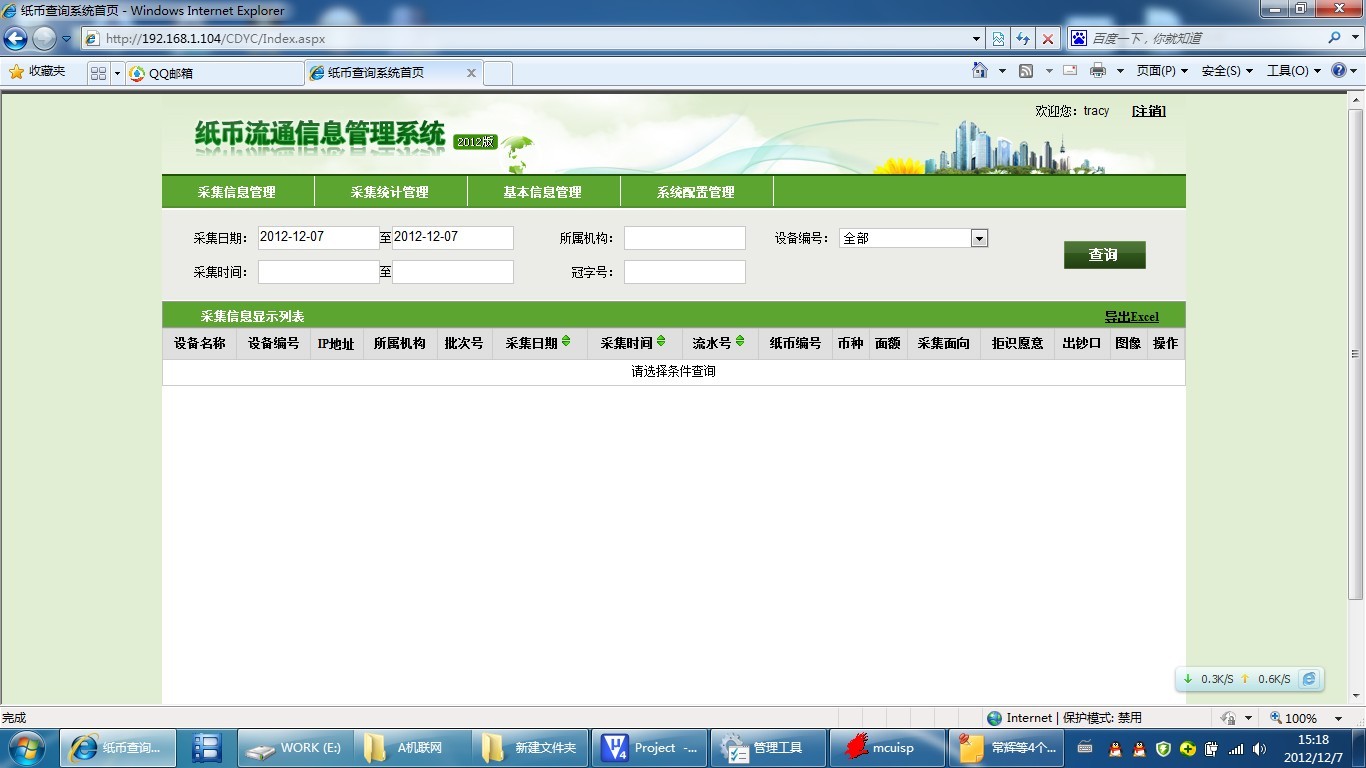 纸币查询系统首页 - Windows Internet Explorer
http://192.168.1.104/CDYC/Index.aspx
百度一下，你就知道
收藏夹
QQ邮箱
纸币查询系统首页
页面(P)
安全(S)
工具(O)
欢迎您：tracy [注销]
纸币流通信息管理系统 2012版
采集信息管理 采集统计管理 基本信息管理 系统配置管理
采集日期： 2012-12-07 至 2012-12-07 所属机构： 设备编号： 全部
查询
采集时间： 至 冠字号：
采集信息显示列表 导出Excel
设备名称 设备编号 IP地址 所属机构 批次号 采集日期 采集时间 流水号 纸币编号 币种 面额 采集面向 拒识愿意 出钞口 图像 操作
请选择条件查询
0.3K/S 0.6K/S
完成 Internet | 保护模式: 禁用 100%
纸币查询... WORK (E:) A机联网 新建文件夹 Project -... 管理工具 mcuisp 常辉等4个...
15:18
2012/12/7